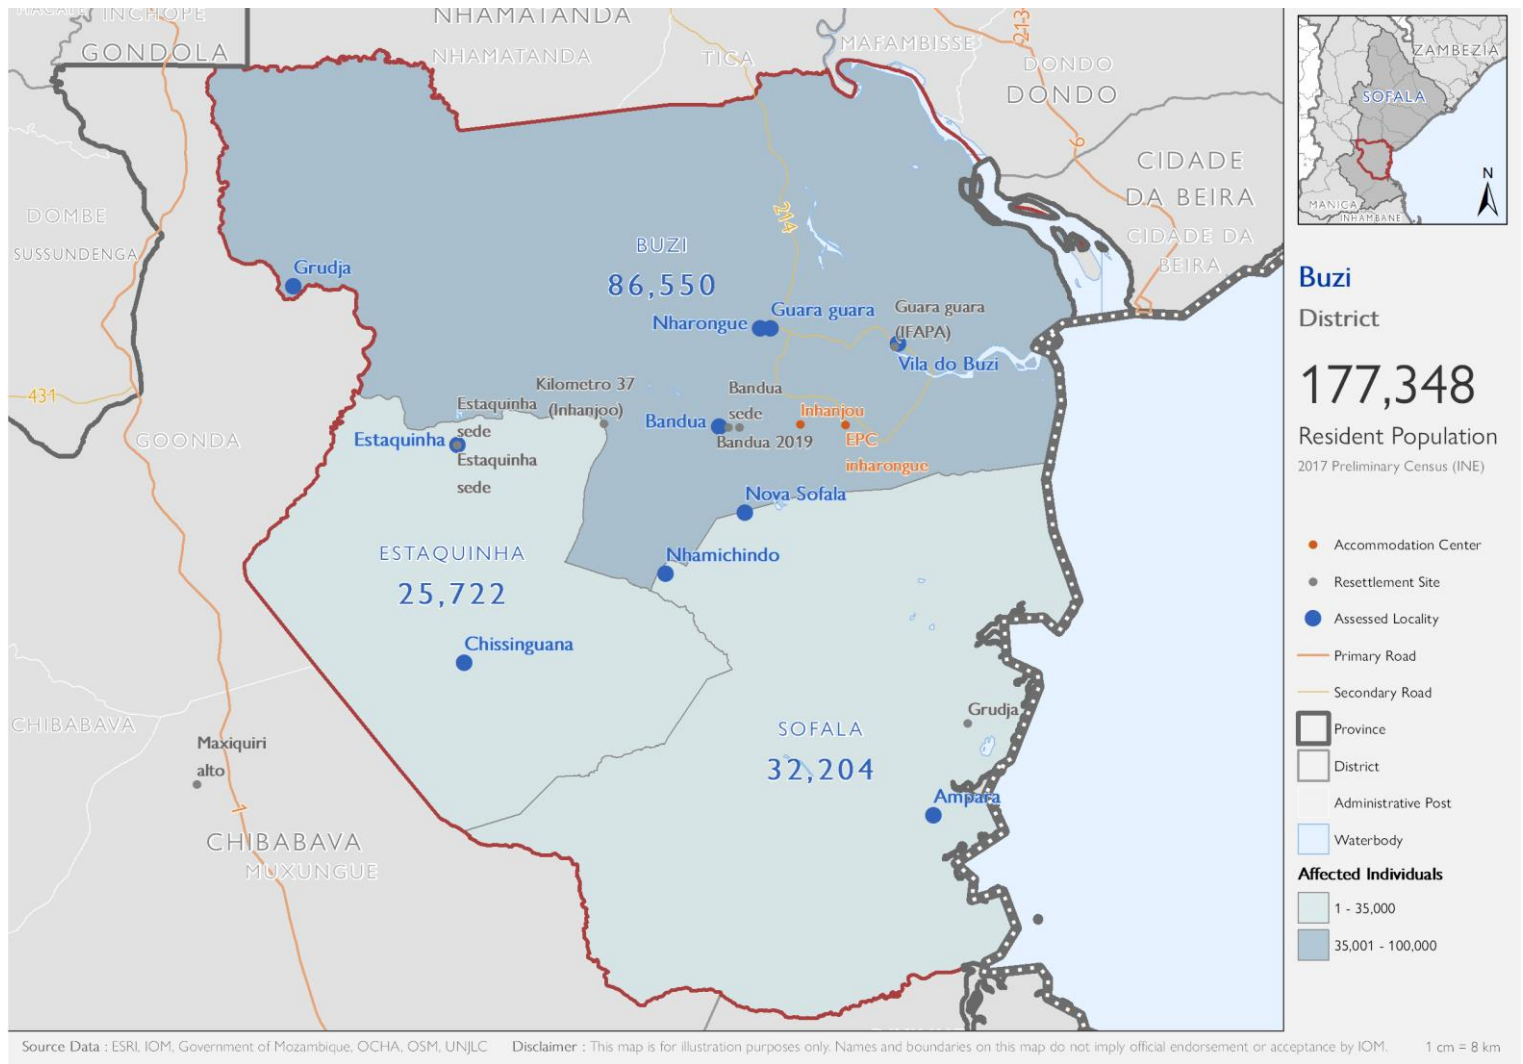 INCHOPE
GONDOLA
NHAMATANDA
NHAMATANDA
TICA
MAFAMBISSE
213
DONDO
DONDO
6
CIDADE
DA BEIRA
CIDADE DA
BEIRA
DOMBE
SUSSUNDENGA
214
BUZI
86,550
Grudja
Nharongue
Guara guara
Guara guara
(IFAPA)
Vila do Buzi
431
GOONDA
Kilometro 37
(Inhanjoo)
Estaquinha
sede
Estaquinha
Estaquinha
sede
Bandua
Bandua
sede
Bandua 2019
Inhanjou
EPC
inharongue
Nova Sofala
Nhamichindo
ESTAQUINHA
25,722
Chissinguana
CHIBABAVA
Maxiquiri
alto
1
CHIBABAVA
MUXUNGUE
SOFALA
32,204
Grudja
Ampara
ZAMBEZIA
SOFALA
MANICA
INHAMBANE
N
Buzi
District
177,348
Resident Population
2017 Preliminary Census (INE)
Accommodation Center
Resettlement Site
Assessed Locality
Primary Road
Secondary Road
Province
District
Administrative Post
Waterbody
Affected Individuals
1 - 35,000
35,001 - 100,000
Source Data : ESRI, IOM, Government of Mozambique, OCHA, OSM, UNJLC
Disclaimer : This map is for illustration purposes only. Names and boundaries on this map do not imply official endorsement or acceptance by IOM.
1 cm = 8 km